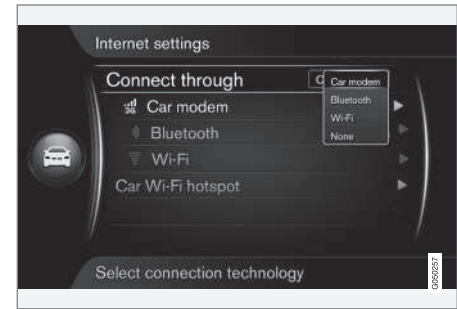 Internet settings
Connect through
C
Car modem
Bluetooth
Wi-Fi
None
3G Car modem
Bluetooth
Wi-Fi
Car Wi-Fi hotspot
Select connection technology
G050257